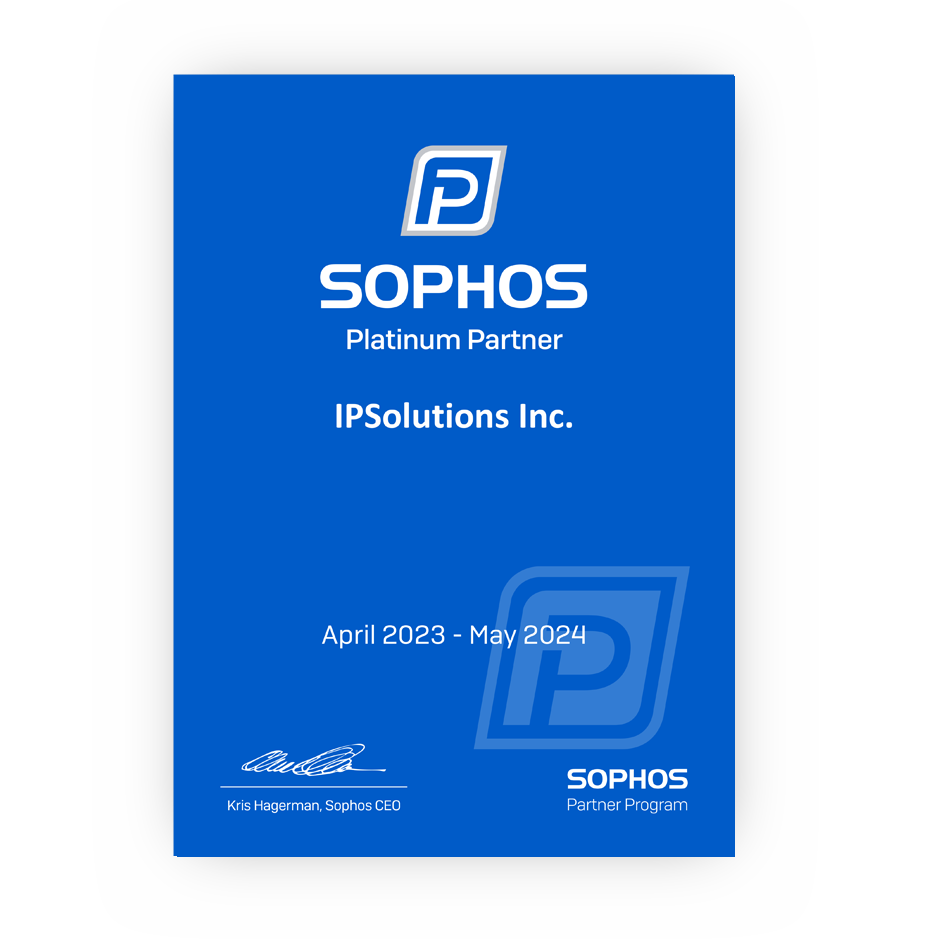 P
SOPHOS
Platinum Partner
IPSolutions Inc.
April 2023 - May 2024
P
Kris Hagerman, Sophos CEO
SOPHOS
Partner Program